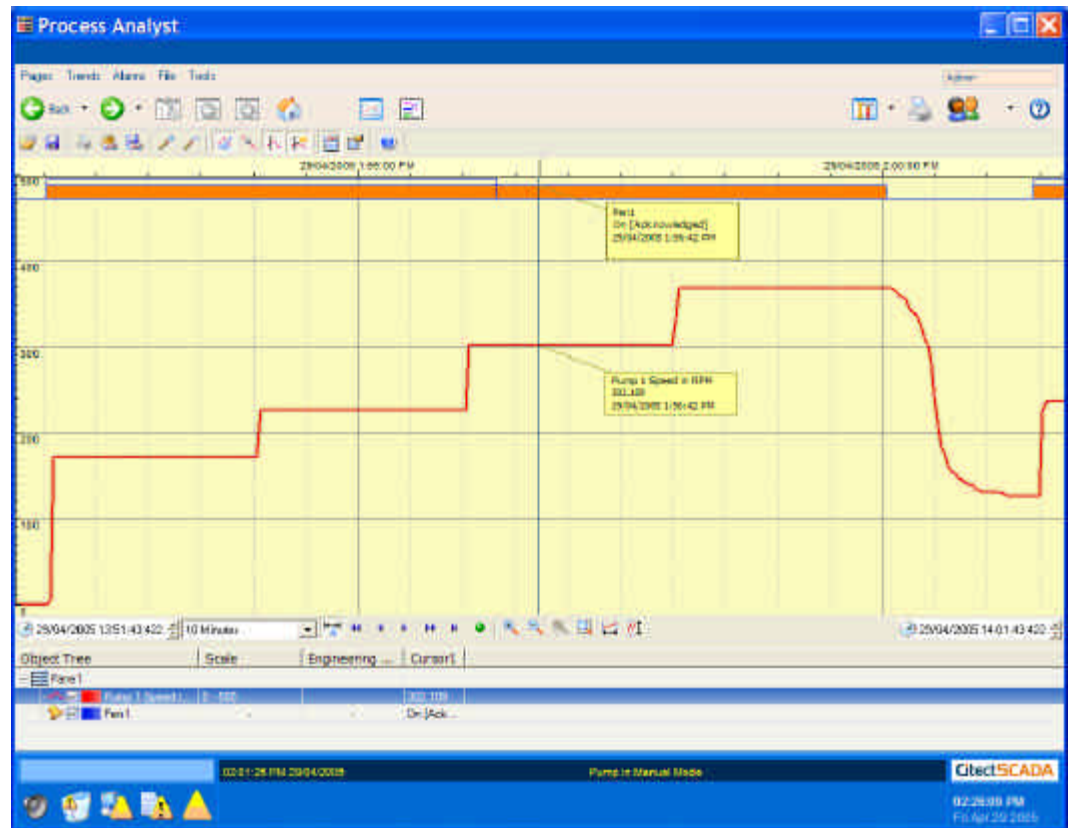 Process Analyst
Pages Trends Alarms File Tools
Admin
Back
29/04/2005 1:55:00 PM
29/04/2005 2:00:00 PM
500
Pen1
On [Acknowledged]
29/04/2005 1:56:42 PM
400
300
Pump 1 Speed in RPM
302.109
29/04/2005 1:56:42 PM
200
100
29/04/2005 13:51:43:422
10 Minutes
29/04/2005 14:01:43:422
Object Tree Scale Engineering ... Cursor1
Pane1
Pump 1 Speed i... 0 - 500 302.109
Pen1 - - On [Ack...
02:01:26 PM 29/04/2005 Pump in Manual Mode
CitectSCADA
02:26:09 PM
Fri Apr 29 2005